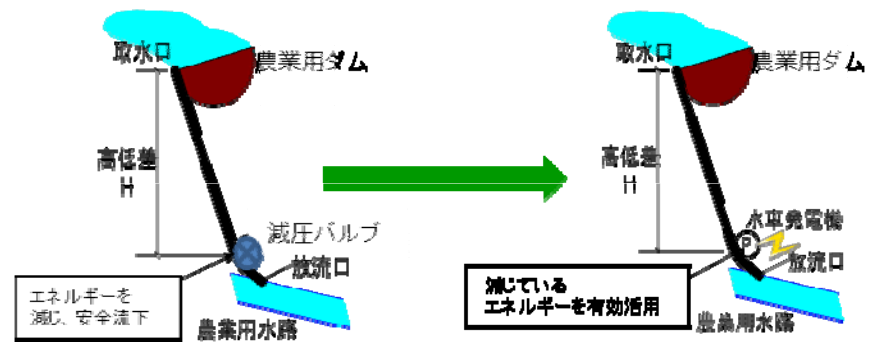 取水口
農業用ダム
高低差
H
減圧バルブ
放流口
エネルギーを
減じ、安全流下
農業用水路
取水口
農業用ダム
高低差
H
水車発電機
P
放流口
減じている
エネルギーを有効活用
農業用水路